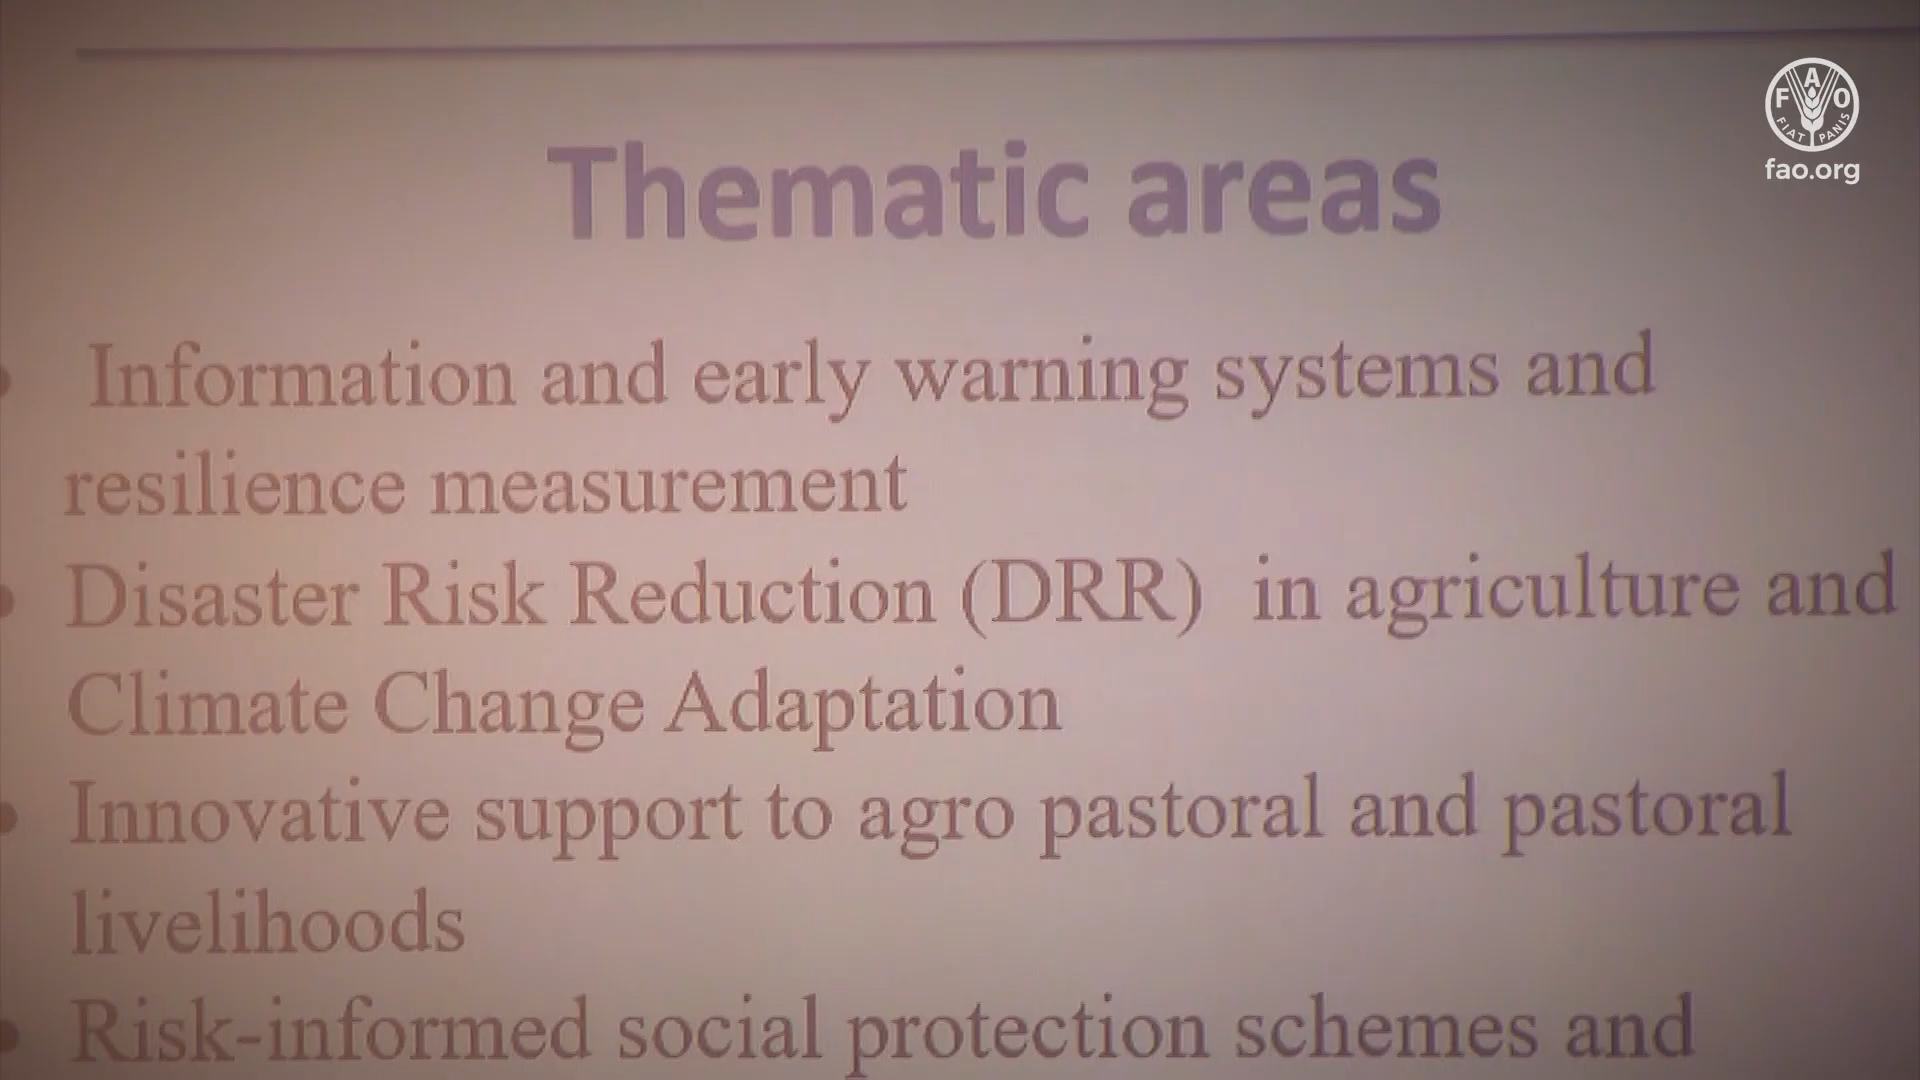 Thematic areas
F A O
FIAT PANIS
fao.org
• Information and early warning systems and
resilience measurement
• Disaster Risk Reduction (DRR) in agriculture and
Climate Change Adaptation
• Innovative support to agro pastoral and pastoral
livelihoods
• Risk-informed social protection schemes and